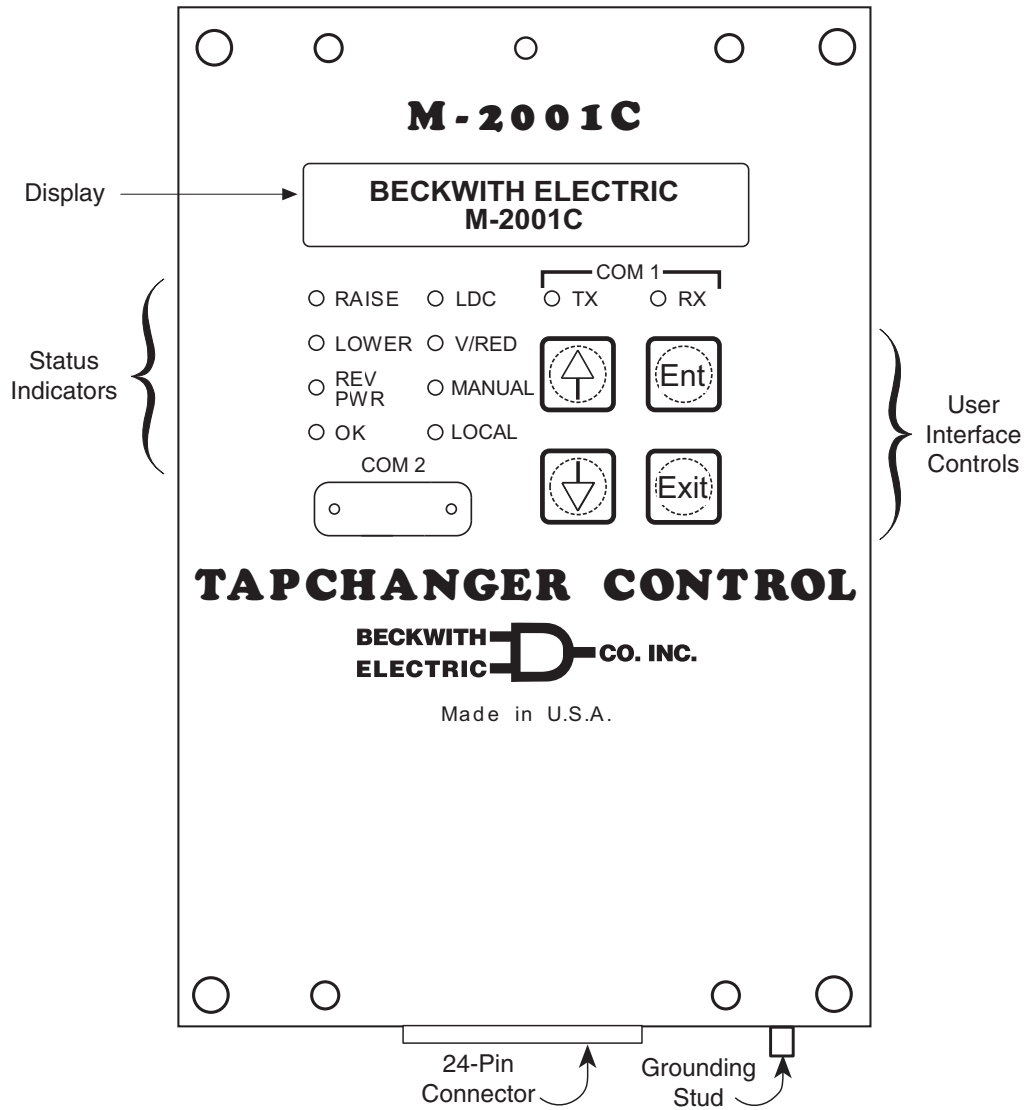 M-2001C
Display
BECKWITH ELECTRIC
M-2001C
COM 1
RAISE
LDC
TX
RX
LOWER
V/RED
Status
Indicators
REV
PWR
MANUAL
Ent
OK
LOCAL
User
Interface
Controls
COM 2
Exit
TAPCHANGER CONTROL
BECKWITH
ELECTRIC
CO. INC.
Made in U.S.A.
24-Pin
Connector
Grounding
Stud